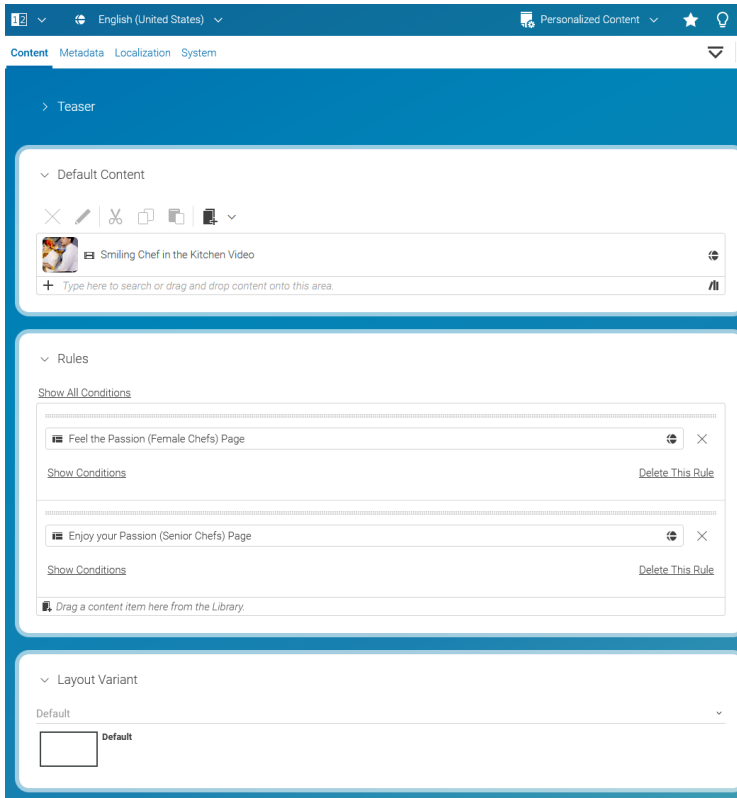 12 English (United States) Personalized Content
Content Metadata Localization System
Teaser
Default Content
Smiling Chef in the Kitchen Video
Type here to search or drag and drop content onto this area.
Rules
Show All Conditions
Feel the Passion (Female Chefs) Page
Show Conditions Delete This Rule
Enjoy your Passion (Senior Chefs) Page
Show Conditions Delete This Rule
Drag a content item here from the Library.
Layout Variant
Default
Default